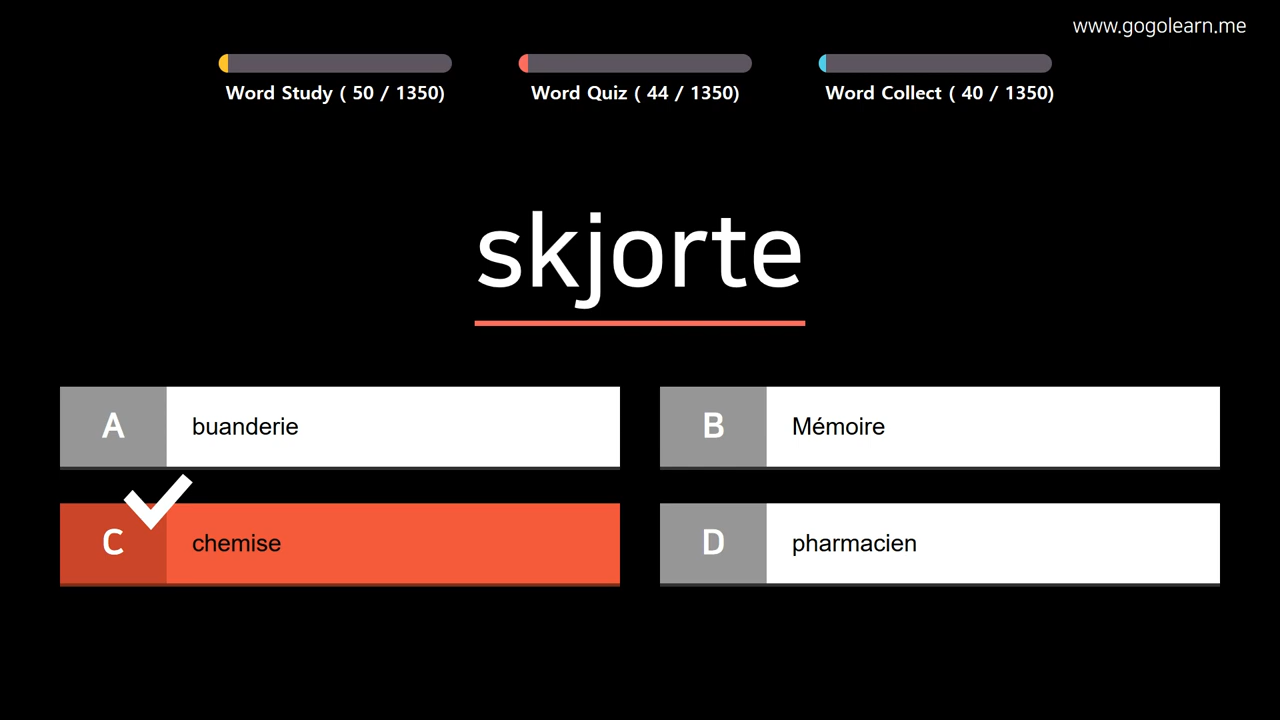 www.gogolearn.me
Word Study ( 50 / 1350)
Word Quiz ( 44 / 1350)
Word Collect ( 40 / 1350)
skjorte
A buanderie
B Mémoire
C chemise
D pharmacien